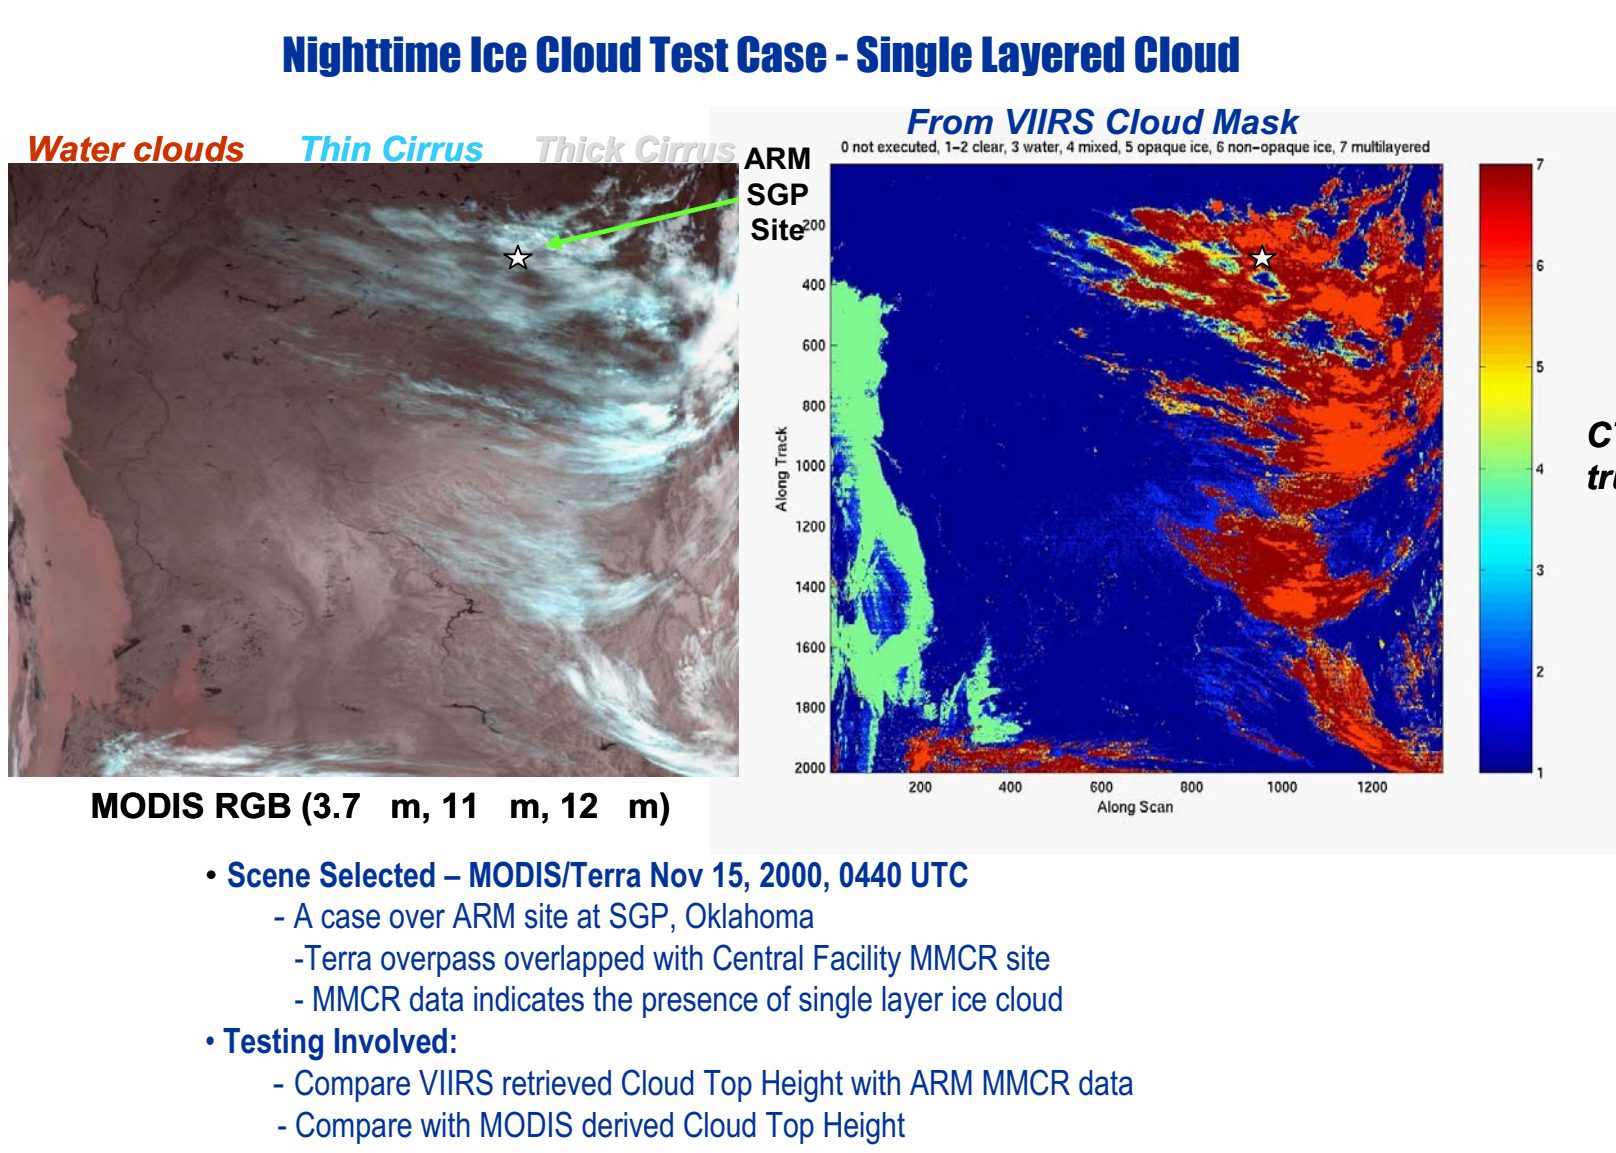 Nighttime Ice Cloud Test Case - Single Layered Cloud
Water clouds Thin Cirrus Thick Cirrus
From VIIRS Cloud Mask
0 not executed, 1-2 clear, 3 water, 4 mixed, 5 opaque ice, 6 non-opaque ice, 7 multilayered
ARM
SGP
Site
200
400
600
800
1000
1200
1400
1600
1800
2000
Along Track
200 400 600 800 1000 1200
Along Scan
7
6
5
4
3
2
1
MODIS RGB (3.7 m, 11 m, 12 m)
• Scene Selected – MODIS/Terra Nov 15, 2000, 0440 UTC
- A case over ARM site at SGP, Oklahoma
-Terra overpass overlapped with Central Facility MMCR site
- MMCR data indicates the presence of single layer ice cloud
• Testing Involved:
- Compare VIIRS retrieved Cloud Top Height with ARM MMCR data
- Compare with MODIS derived Cloud Top Height